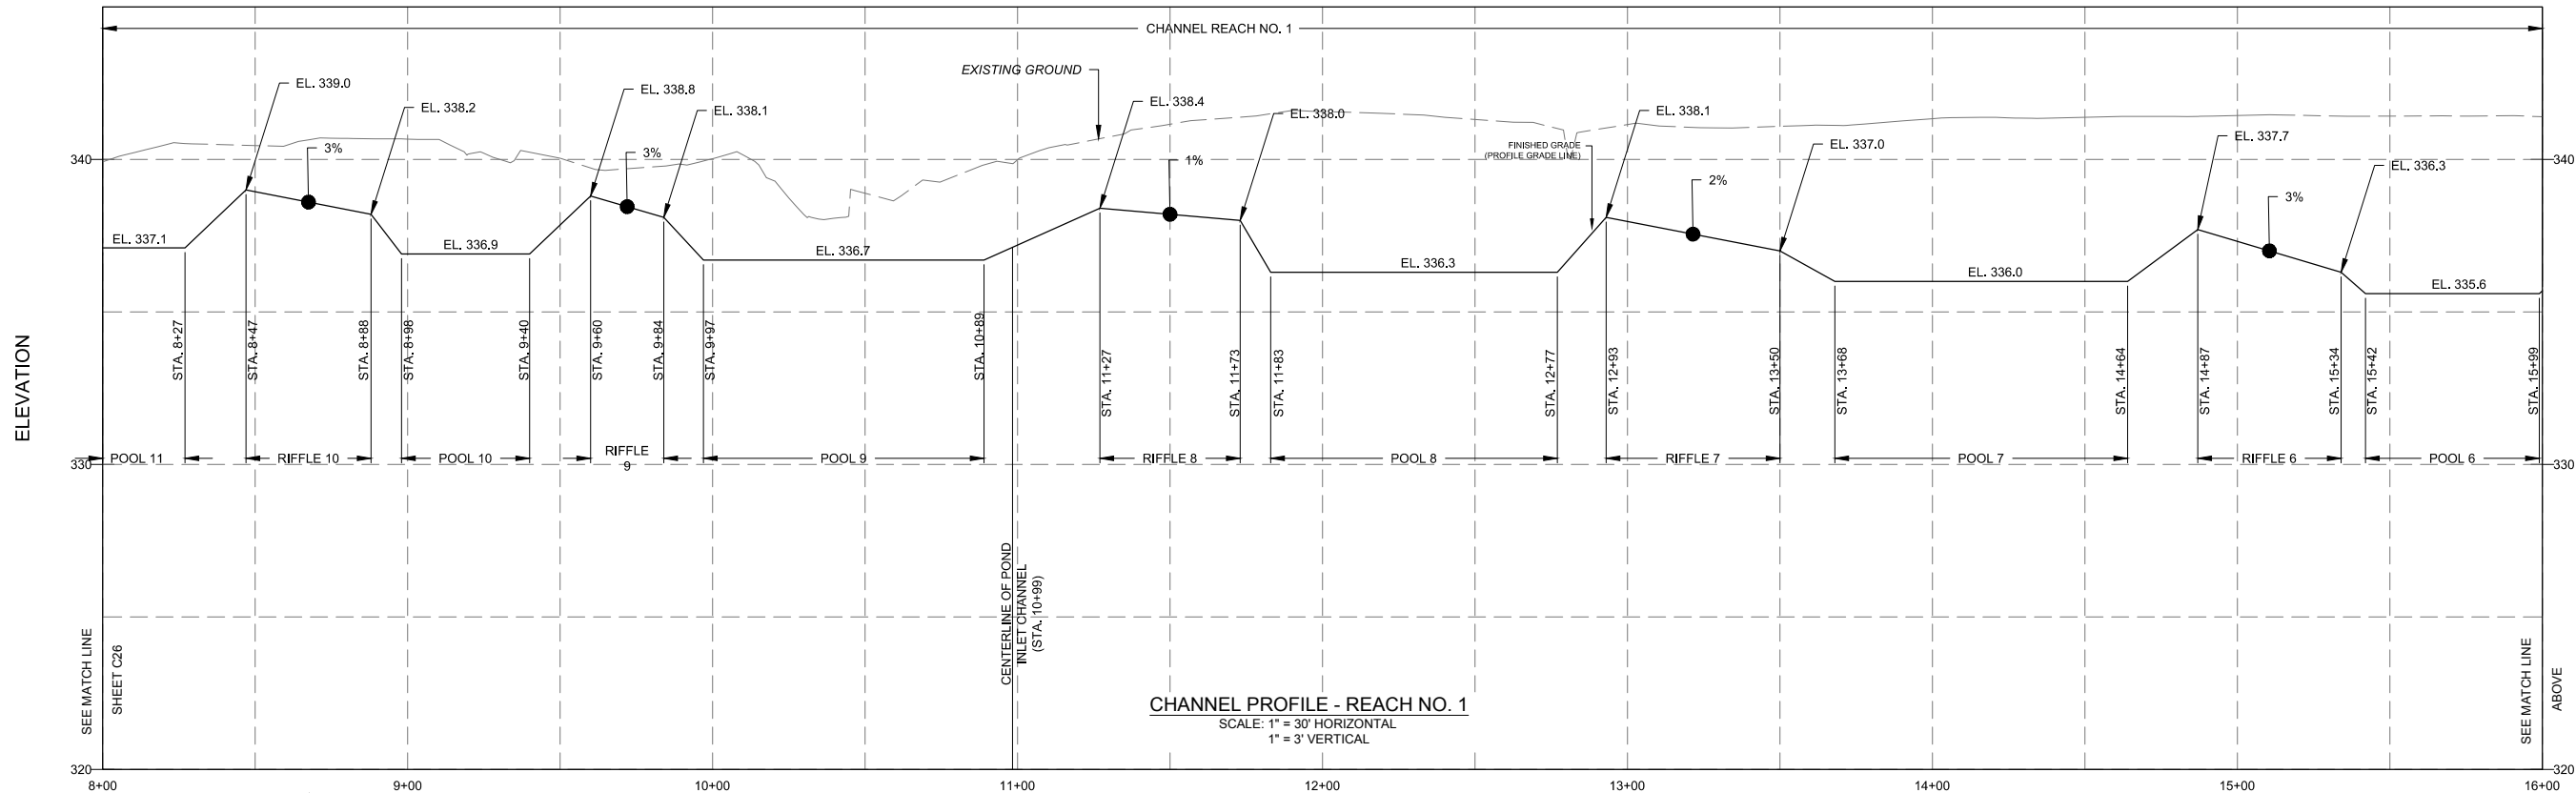 CHANNEL REACH NO. 1
EXISTING GROUND
EL. 339.0
EL. 338.2
EL. 338.8
EL. 338.1
EL. 338.4
EL. 338.0
EL. 338.1
EL. 337.0
EL. 337.7
EL. 336.3
3%
3%
1%
2%
3%
FINISHED GRADE
(PROFILE GRADE LINE)
340
340
EL. 337.1
EL. 336.9
EL. 336.7
EL. 336.3
EL. 336.0
EL. 335.6
ELEVATION
STA. 8+27
STA. 8+47
STA. 8+88
STA. 8+98
STA. 9+40
STA. 9+60
STA. 9+84
STA. 9+97
STA. 10+89
STA. 11+27
STA. 11+73
STA. 11+83
STA. 12+77
STA. 12+93
STA. 13+50
STA. 13+68
STA. 14+64
STA. 14+87
STA. 15+34
STA. 15+42
STA. 15+99
POOL 11
RIFFLE 10
POOL 10
RIFFLE
9
POOL 9
RIFFLE 8
POOL 8
RIFFLE 7
POOL 7
RIFFLE 6
POOL 6
330
330
SEE MATCH LINE
SHEET C26
CENTERLINE OF POND
INLET CHANNEL
(STA. 10+99)
SEE MATCH LINE
ABOVE
CHANNEL PROFILE - REACH NO. 1
SCALE: 1" = 30' HORIZONTAL
1" = 3' VERTICAL
320
320
8+00
9+00
10+00
11+00
12+00
13+00
14+00
15+00
16+00